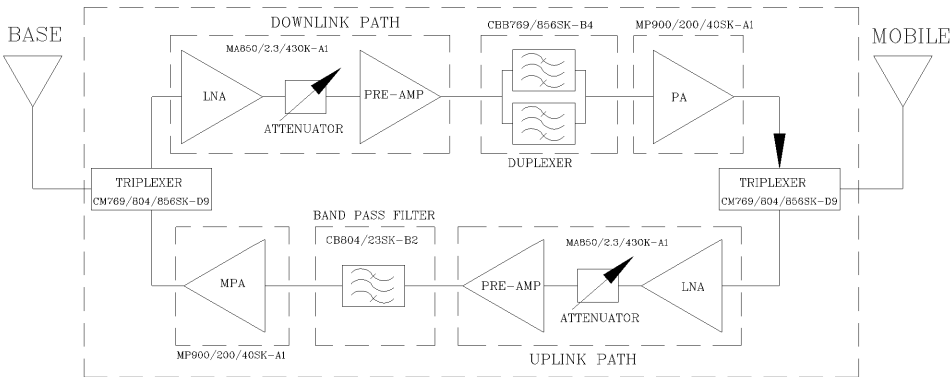 DOWNLINK PATH
CBB769/856SK-B4
MP900/200/40SK-A1
BASE
MOBILE
MA850/2.3/430K-A1
LNA
PRE-AMP
PA
ATTENUATOR
DUPLEXER
TRIPLEXER
CM769/804/856SK-D9
TRIPLEXER
CM769/804/856SK-D9
BAND PASS FILTER
CB804/23SK-B2
MA850/2.3/430K-A1
MPA
PRE-AMP
LNA
ATTENUATOR
MP900/200/40SK-A1
UPLINK PATH